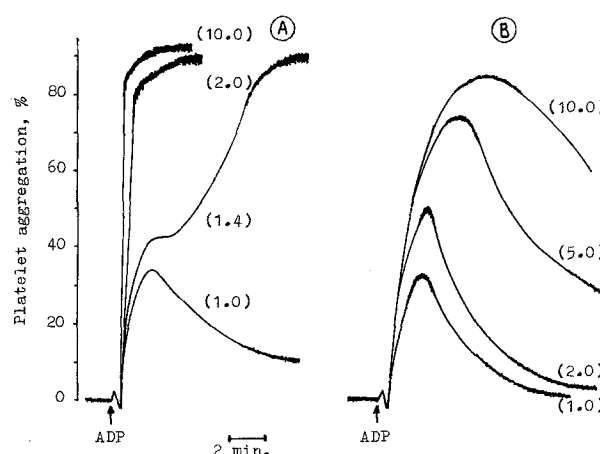 A
B
(10.0)
(2.0)
(1.4)
(1.0)
(10.0)
(5.0)
(2.0)
(1.0)
Platelet aggregation, %
80
60
40
20
0
ADP
2 min.
ADP